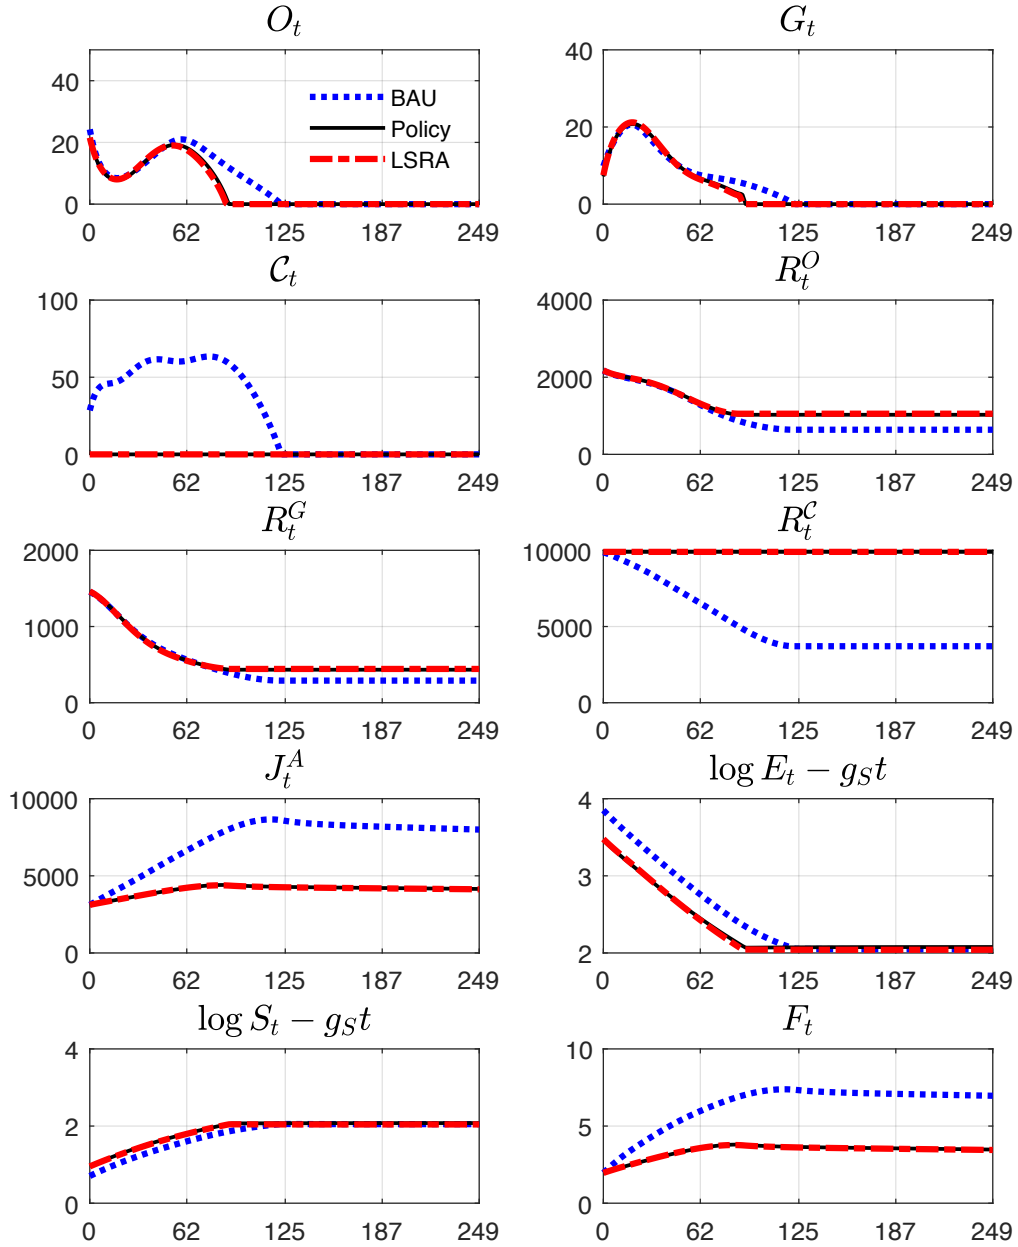 O_t
G_t
40
20
0
0 62 125 187 249
BAU
Policy
LSRA
40
20
0
0 62 125 187 249
𝒞_t
R_t^O
100
50
0
0 62 125 187 249
4000
2000
0
0 62 125 187 249
R_t^G
R_t^𝒞
2000
1000
0
0 62 125 187 249
10000
5000
0
0 62 125 187 249
J_t^A
log E_t − g_S t
10000
5000
0
0 62 125 187 249
4
3
2
0 62 125 187 249
log S_t − g_S t
F_t
4
2
0
0 62 125 187 249
10
5
0
0 62 125 187 249